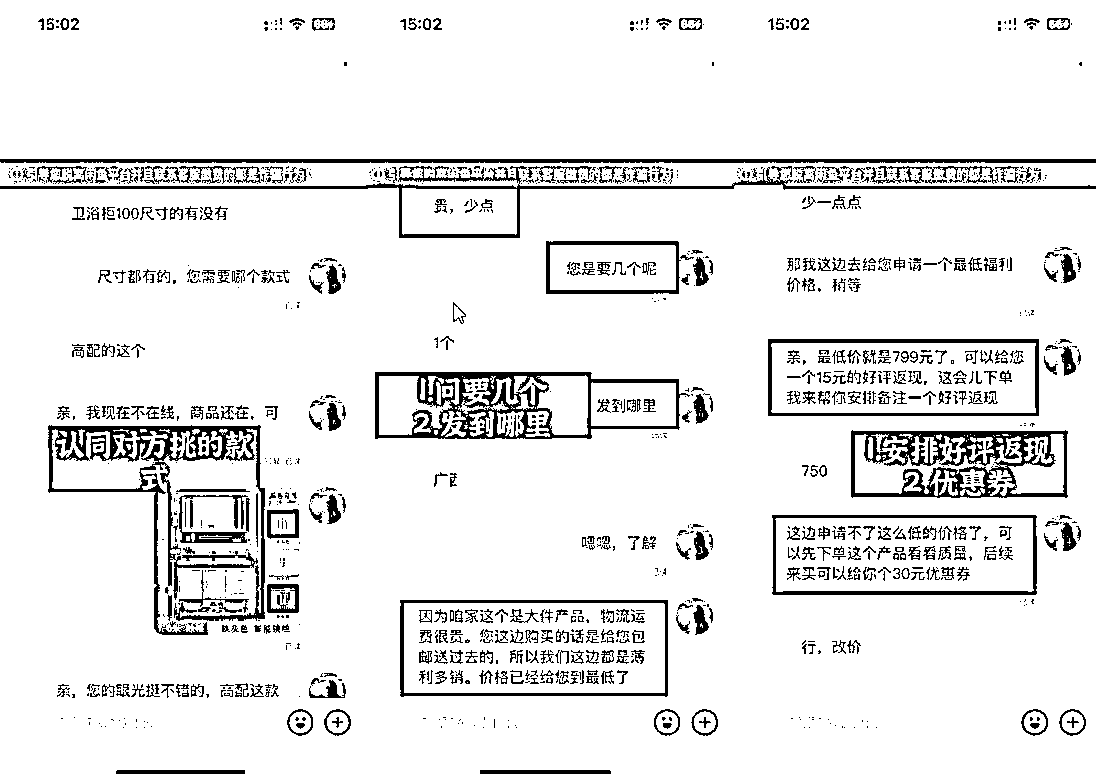 15:02
卫浴柜100尺寸的有没有
尺寸都有的，您需要哪个款式
高配的这个
亲，我现在不在线，商品还在，可
认同对方挑的款
式
亲，您的眼光挺不错的，高配这款
15:02
贵，少点
您是要几个呢
1个
1.问要几个
2.发到哪里
发到哪里
广西
嗯嗯，了解
因为咱家这个是大件产品，物流运
费很贵。您这边购买的话是给您包
邮送过去的，所以我们这边都是薄
利多销。价格已经给您到最低了
15:02
少一点点
那我这边去给您申请一个最低福利
价格，稍等
亲，最低价就是799元了。可以给您
一个15元的好评返现，这会儿下单
我来帮你安排备注一个好评返现
750
1.安排好评返现
2.优惠券
这边申请不了这么低的价格了，可
以先下单这个产品看看质量，后续
来买可以给你个30元优惠券
行，改价